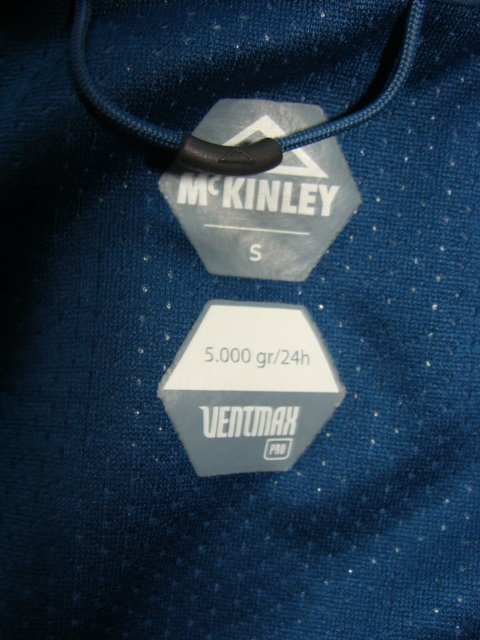 McKINLEY
S
5.000 gr/24h
VENTMAX
PRO